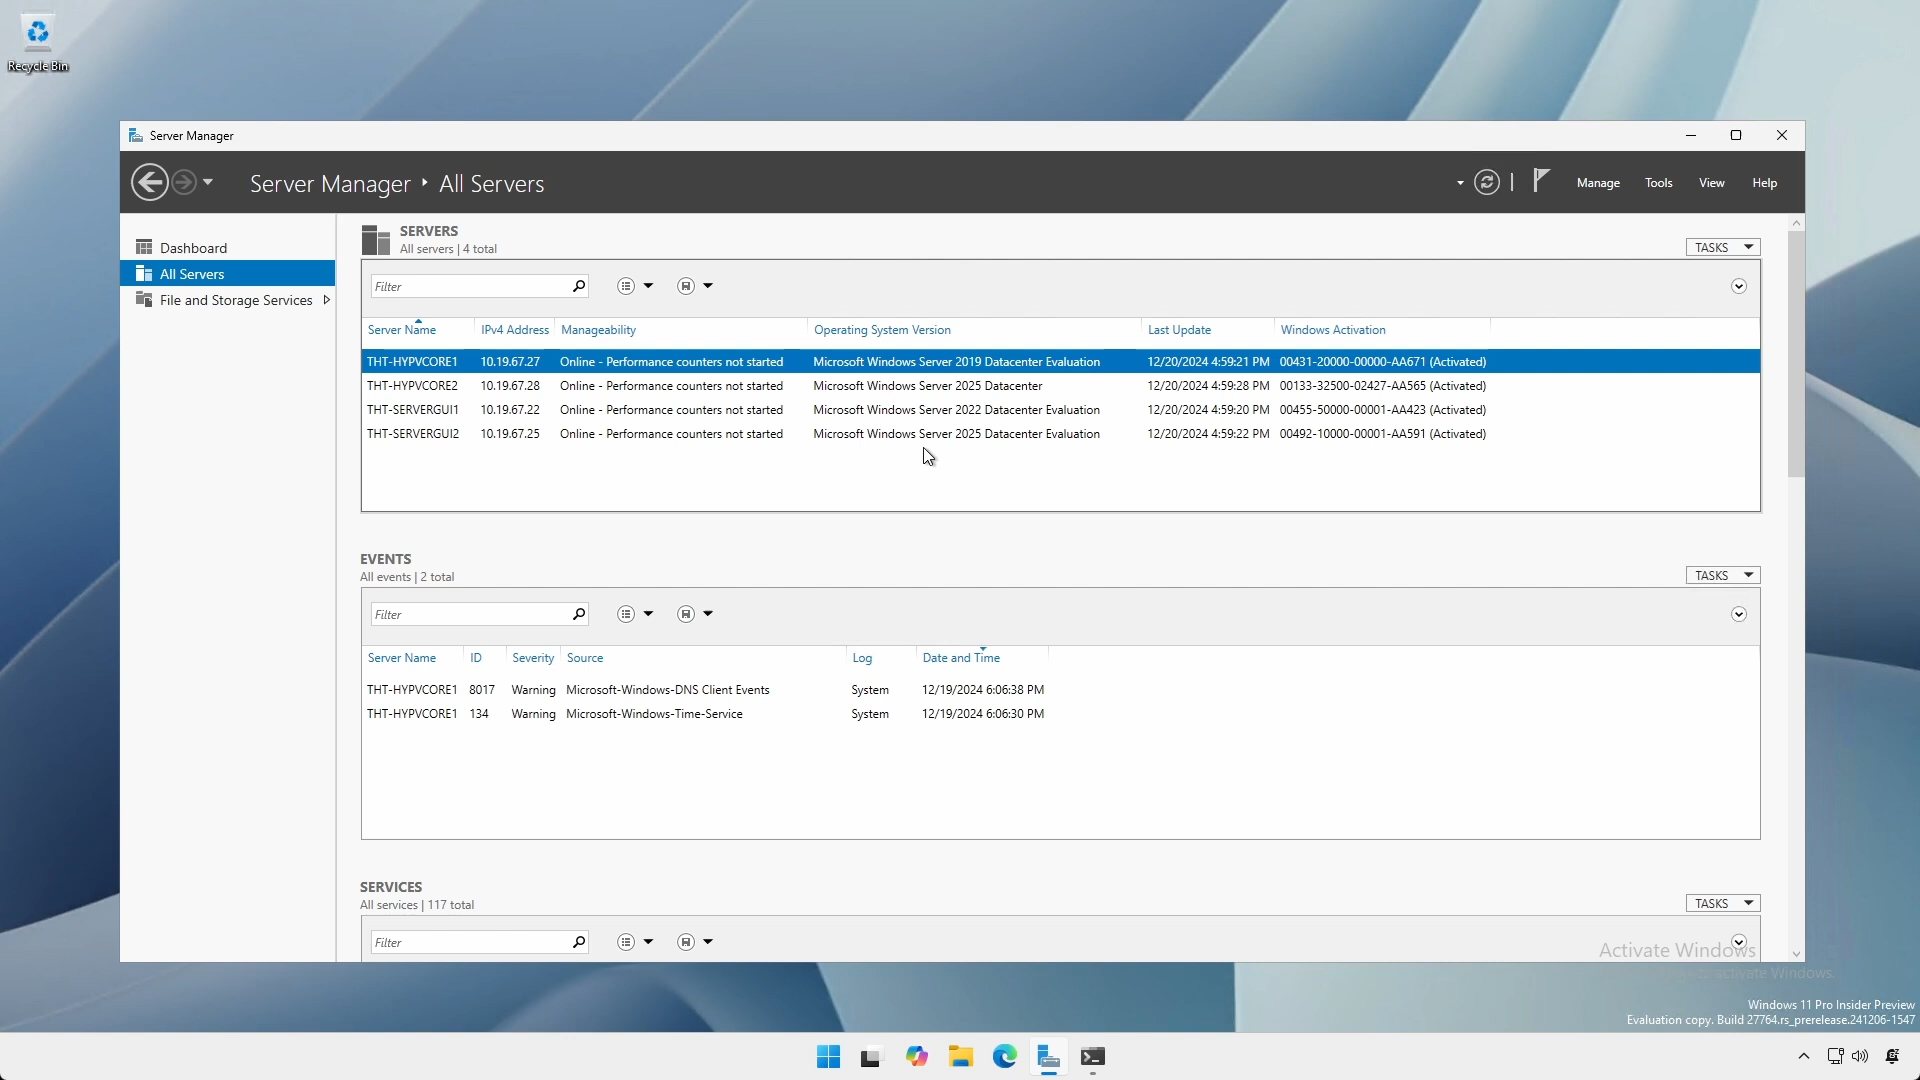 Recycle Bin
Server Manager
Server Manager ‣ All Servers
Manage Tools View Help
Dashboard
All Servers
File and Storage Services
SERVERS
All servers | 4 total
TASKS
Filter
Server Name IPv4 Address Manageability Operating System Version Last Update Windows Activation
THT-HYPVCORE1 10.19.67.27 Online - Performance counters not started Microsoft Windows Server 2019 Datacenter Evaluation 12/20/2024 4:59:21 PM 00431-20000-00000-AA671 (Activated)
THT-HYPVCORE2 10.19.67.28 Online - Performance counters not started Microsoft Windows Server 2025 Datacenter 12/20/2024 4:59:28 PM 00133-32500-02427-AA565 (Activated)
THT-SERVERGUI1 10.19.67.22 Online - Performance counters not started Microsoft Windows Server 2022 Datacenter Evaluation 12/20/2024 4:59:20 PM 00455-50000-00001-AA423 (Activated)
THT-SERVERGUI2 10.19.67.25 Online - Performance counters not started Microsoft Windows Server 2025 Datacenter Evaluation 12/20/2024 4:59:22 PM 00492-10000-00001-AA591 (Activated)
EVENTS
All events | 2 total
TASKS
Filter
Server Name ID Severity Source Log Date and Time
THT-HYPVCORE1 8017 Warning Microsoft-Windows-DNS Client Events System 12/19/2024 6:06:38 PM
THT-HYPVCORE1 134 Warning Microsoft-Windows-Time-Service System 12/19/2024 6:06:30 PM
SERVICES
All services | 117 total
TASKS
Filter
Activate Windows
activate Windows.
Windows 11 Pro Insider Preview
Evaluation copy. Build 27764.rs_prerelease.241206-1547